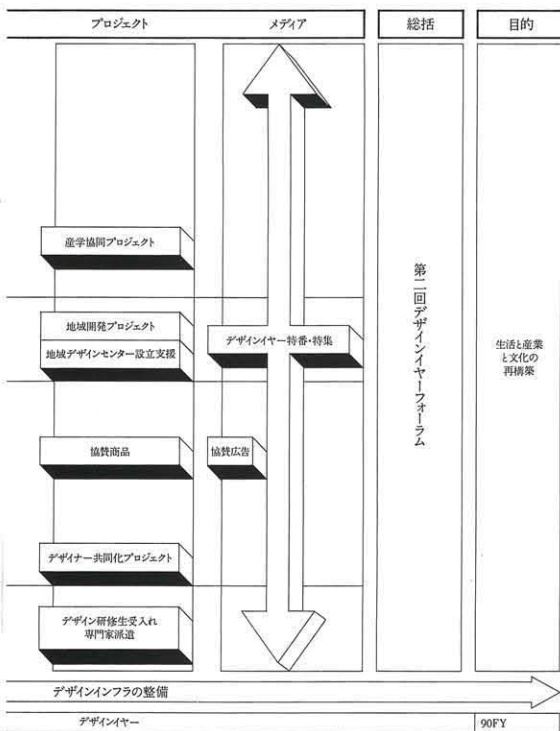 プロジェクト
メディア
総括
目的
産学協同プロジェクト
地域開発プロジェクト
地域デザインセンター設立支援
デザインイヤー特番・特集
協賛商品
協賛広告
デザイナー共同化プロジェクト
デザイン研修生受入れ
専門家派遣
第二回デザインイヤーフォーラム
生活と産業
と文化の
再構築
デザインインフラの整備
デザインイヤー
90FY